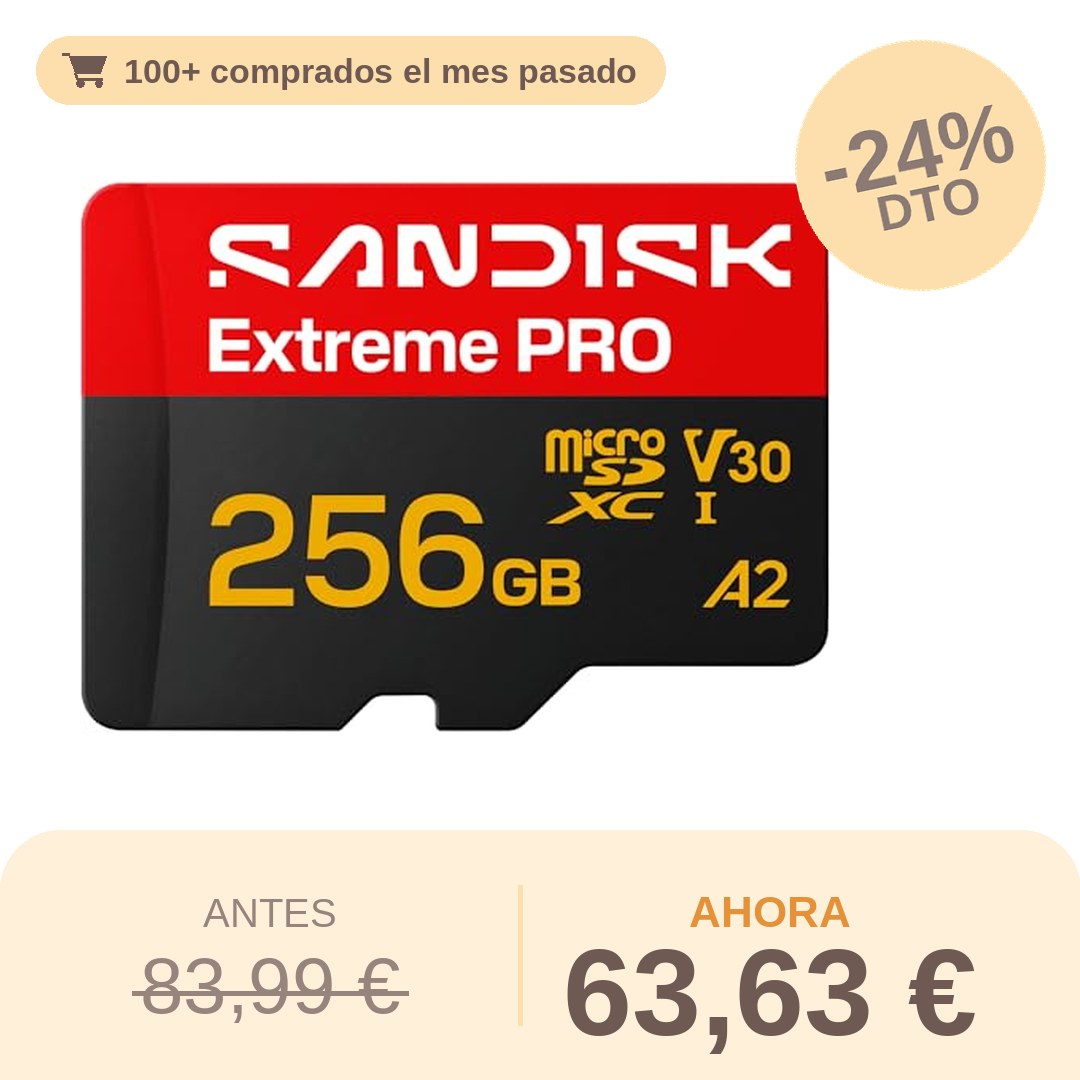 100+ comprados el mes pasado
-24%
DTO
SANDISK
Extreme PRO
micro SD XC
V30
I
256GB
A2
ANTES
AHORA
83,99 €
63,63 €